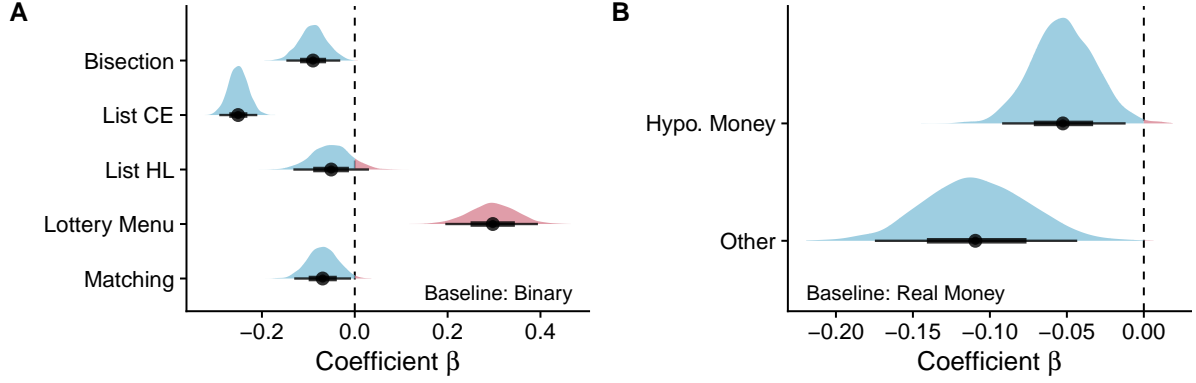 A
Bisection
List CE
List HL
Lottery Menu
Matching
Baseline: Binary
−0.2
0.0
0.2
0.4
Coefficient β
B
Hypo. Money
Other
Baseline: Real Money
−0.20
−0.15
−0.10
−0.05
0.00
Coefficient β